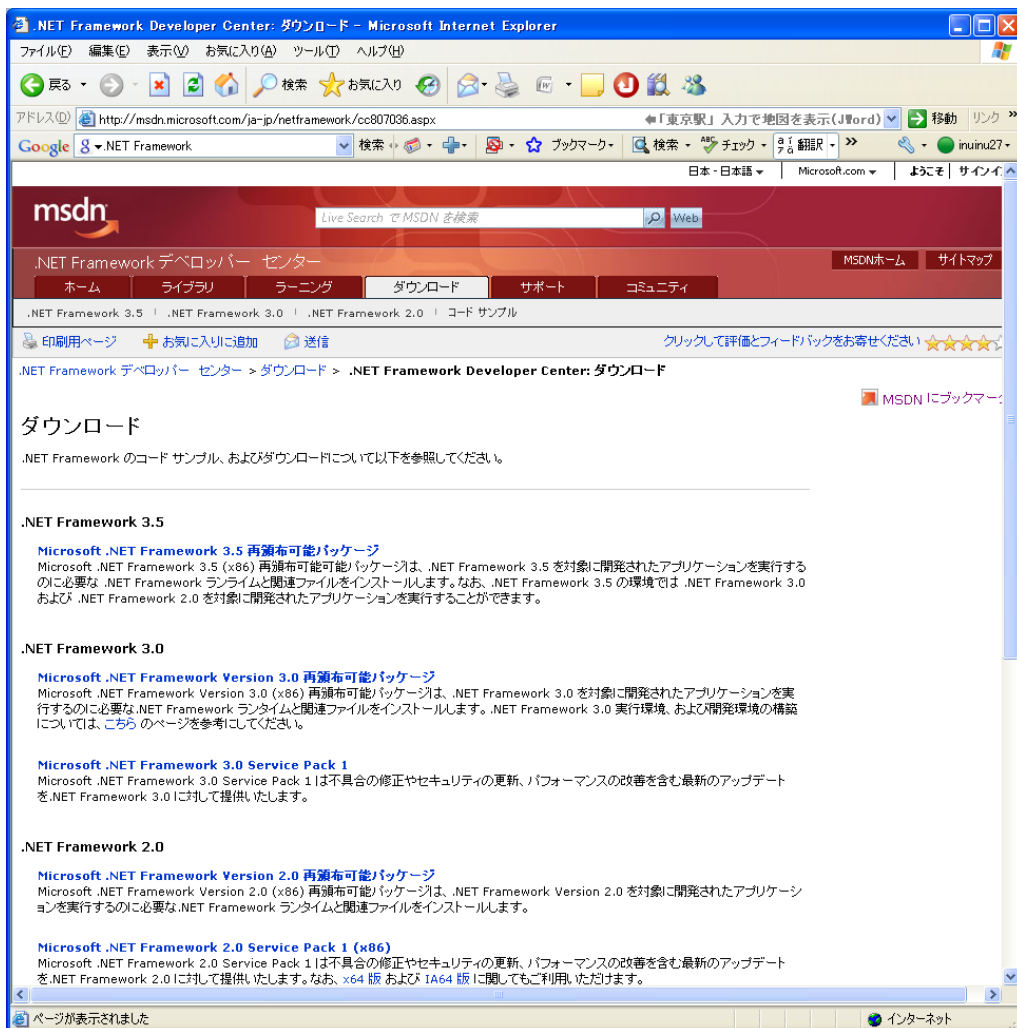 .NET Framework Developer Center: ダウンロード - Microsoft Internet Explorer
ファイル(F) 編集(E) 表示(V) お気に入り(A) ツール(T) ヘルプ(H)
戻る 検索 お気に入り
アドレス(D) http://msdn.microsoft.com/ja-jp/netframework/cc807036.aspx 「東京駅」入力で地図を表示(JWord) 移動 リンク »
Google .NET Framework 検索 ブックマーク 検索 チェック 翻訳 » inuinu27
日本 - 日本語 Microsoft.com ようこそ サインイ
msdn Live Search で MSDN を検索 Web
.NET Framework デベロッパー センター MSDNホーム サイトマップ
ホーム ライブラリ ラーニング ダウンロード サポート コミュニティ
.NET Framework 3.5 | .NET Framework 3.0 | .NET Framework 2.0 | コード サンプル
印刷用ページ お気に入りに追加 送信 クリックして評価とフィードバックをお寄せください
.NET Framework デベロッパー センター > ダウンロード > .NET Framework Developer Center: ダウンロード
MSDN にブックマーク
ダウンロード
.NET Framework のコード サンプル、およびダウンロードについて以下を参照してください。
.NET Framework 3.5
Microsoft .NET Framework 3.5 再頒布可能パッケージ
Microsoft .NET Framework 3.5 (x86) 再頒布可能可能パッケージは、.NET Framework 3.5 を対象に開発されたアプリケーションを実行する
のに必要な .NET Framework ランライムと関連ファイルをインストールします。なお、.NET Framework 3.5 の環境では .NET Framework 3.0
および .NET Framework 2.0 を対象に開発されたアプリケーションを実行することができます。
.NET Framework 3.0
Microsoft .NET Framework Version 3.0 再頒布可能パッケージ
Microsoft .NET Framework Version 3.0 (x86) 再頒布可能パッケージは、.NET Framework 3.0 を対象に開発されたアプリケーションを実
行するのに必要な.NET Framework ランタイムと関連ファイルをインストールします。.NET Framework 3.0 実行環境、および開発環境の構築
については、こちら のページを参考にしてください。
Microsoft .NET Framework 3.0 Service Pack 1
Microsoft .NET Framework 3.0 Service Pack 1 は不具合の修正やセキュリティの更新、パフォーマンスの改善を含む最新のアップデート
を.NET Framework 3.0 に対して提供いたします。
.NET Framework 2.0
Microsoft .NET Framework Version 2.0 再頒布可能パッケージ
Microsoft .NET Framework Version 2.0 (x86) 再頒布可能パッケージは、.NET Framework Version 2.0 を対象に開発されたアプリケーシ
ョンを実行するのに必要な.NET Framework ランタイムと関連ファイルをインストールします。
Microsoft .NET Framework 2.0 Service Pack 1 (x86)
Microsoft .NET Framework 2.0 Service Pack 1 は不具合の修正やセキュリティの更新、パフォーマンスの改善を含む最新のアップデート
を.NET Framework 2.0 に対して提供いたします。なお、x64 版 および IA64 版 に関してもご利用いただけます。
ページが表示されました インターネット